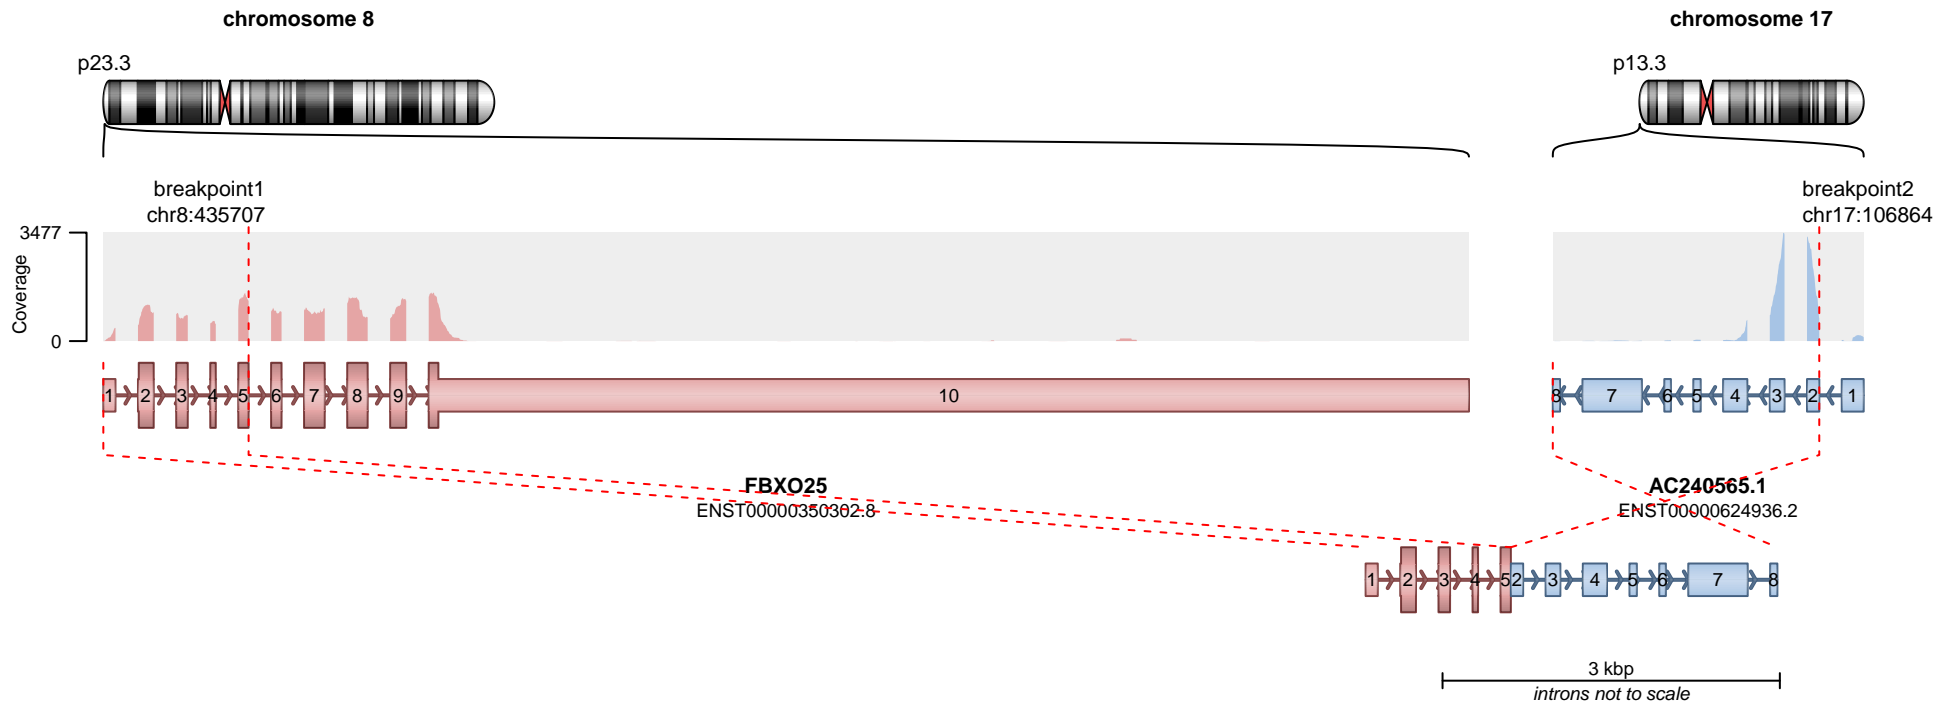 chromosome 8
chromosome 17
p23.3
p13.3
breakpoint1
chr8:435707
breakpoint2
chr17:106864
3477
0
Coverage
1 2 3 4 5 6 7 8 9 10
8 7 6 5 4 3 2 1
FBXO25
ENST00000350302.8
AC240565.1
ENST00000624936.2
1 2 3 4 5 2 3 4 5 6 7 8
3 kbp
introns not to scale